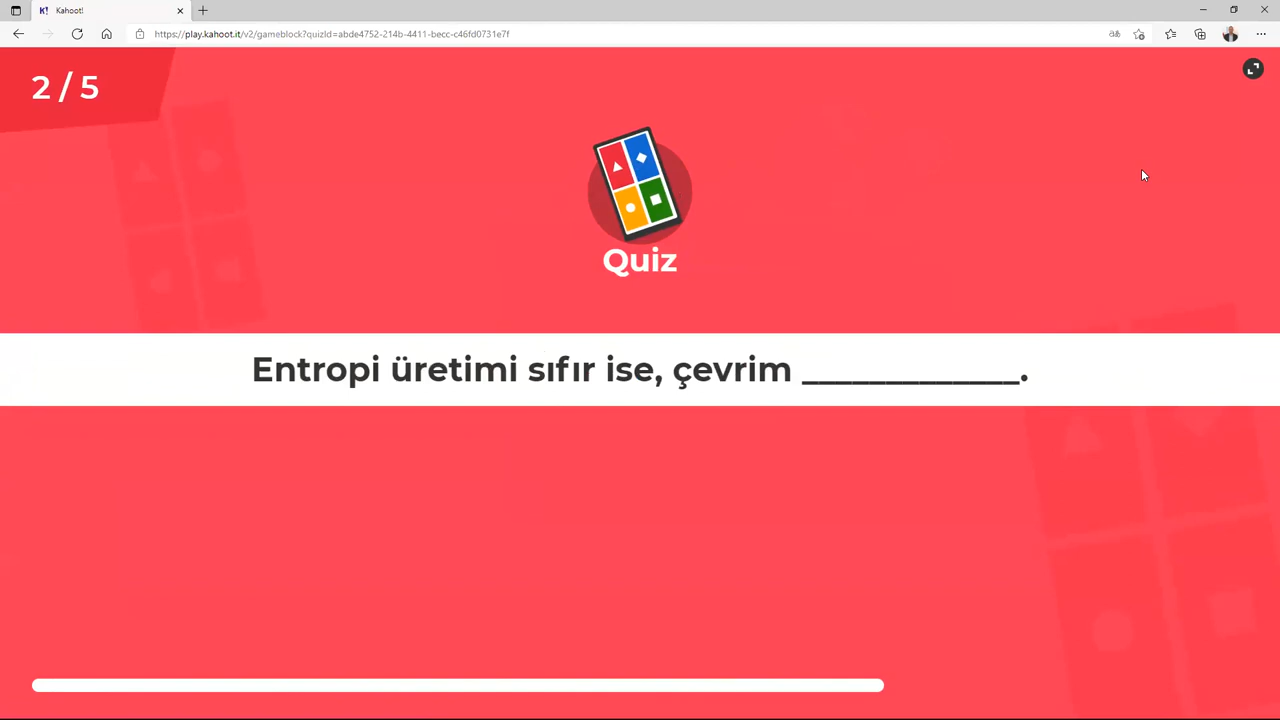 Kahoot!
https://play.kahoot.it/v2/gameblock?quizId=abde4752-214b-4411-becc-c46fd0731e7f
2 / 5
Quiz
Entropi üretimi sıfır ise, çevrim _____________.